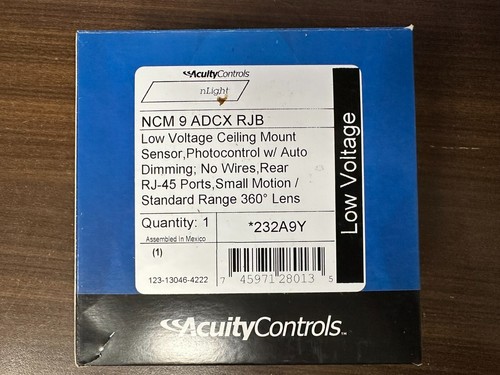 AcuityControls
nLight
NCM 9 ADCX RJB
Low Voltage Ceiling Mount
Sensor,Photocontrol w/ Auto
Dimming; No Wires,Rear
RJ-45 Ports,Small Motion /
Standard Range 360° Lens
Quantity: 1
*232A9Y
Assembled in Mexico
(1)
123-13046-4222
7 45971 28013 5
Low Voltage
AcuityControls™